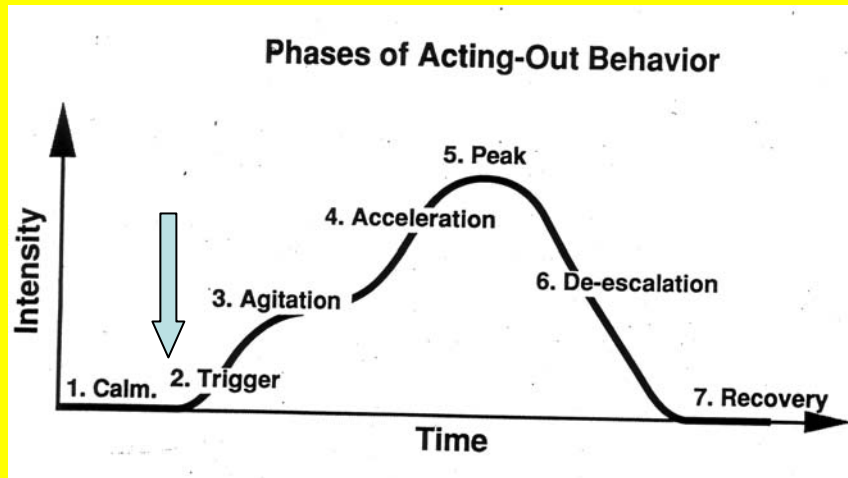 Phases of Acting-Out Behavior
5. Peak
4. Acceleration
3. Agitation
6. De-escalation
2. Trigger
1. Calm.
7. Recovery
Intensity
Time